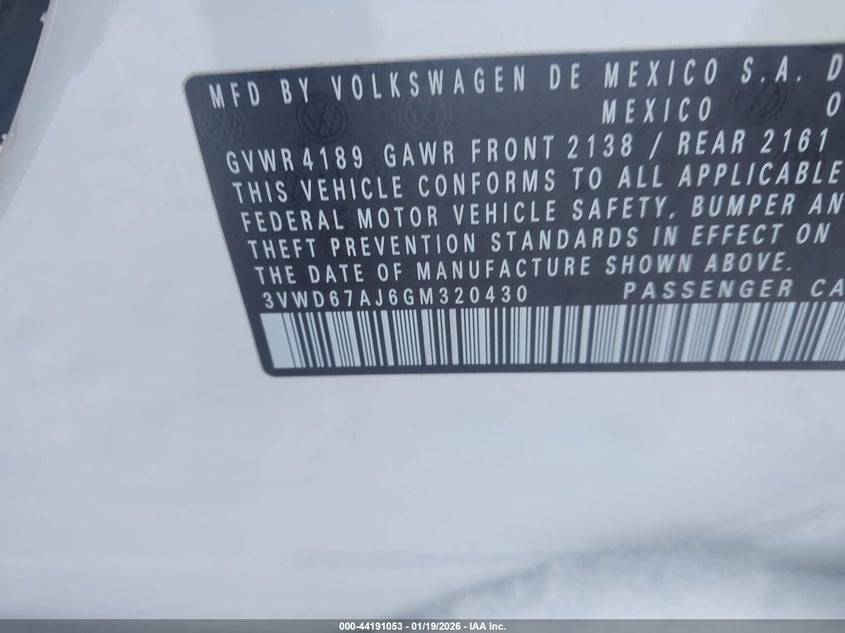 MFD BY VOLKSWAGEN DE MEXICO S.A. D
MEXICO O
GVWR 4189 GAWR FRONT 2138 / REAR 2161
THIS VEHICLE CONFORMS TO ALL APPLICABLE
FEDERAL MOTOR VEHICLE SAFETY, BUMPER AN
THEFT PREVENTION STANDARDS IN EFFECT ON
THE DATE OF MANUFACTURE SHOWN ABOVE.
3VWD67AJ6GM320430 PASSENGER CA
000-44191053 - 01/19/2026 - IAA Inc.